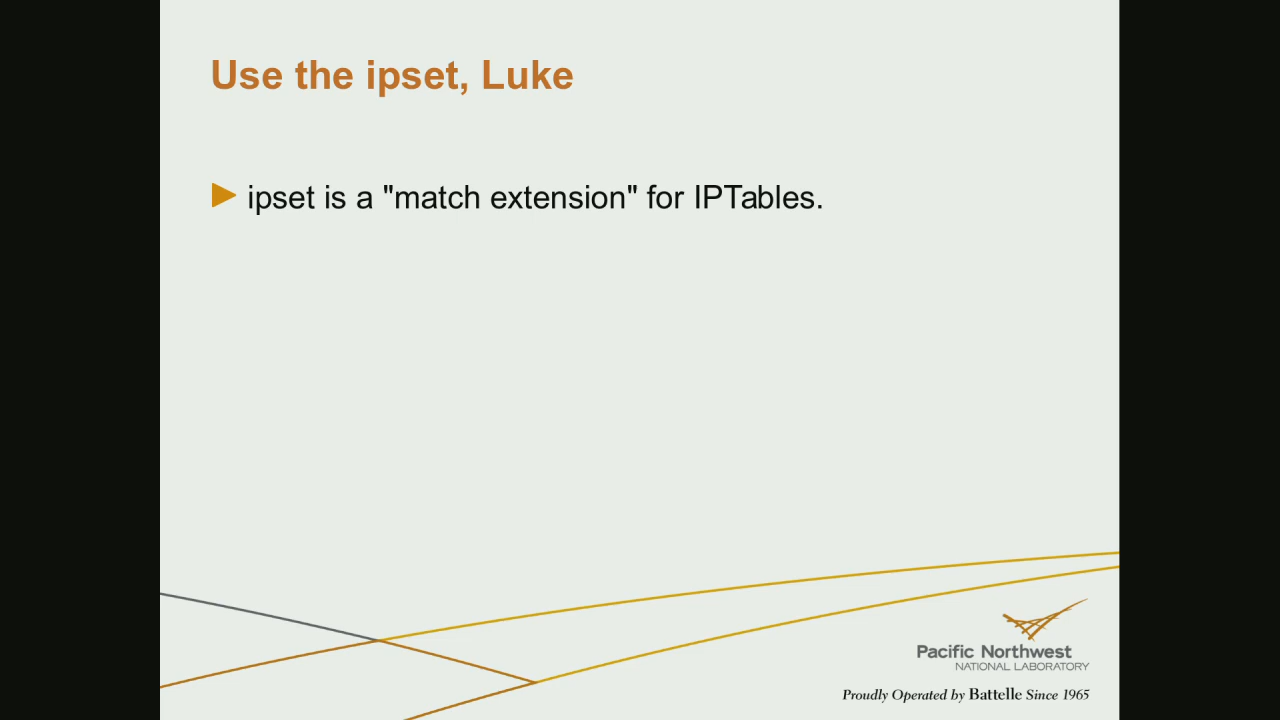 Use the ipset, Luke
ipset is a "match extension" for IPTables.
Pacific Northwest
NATIONAL LABORATORY
Proudly Operated by Battelle Since 1965